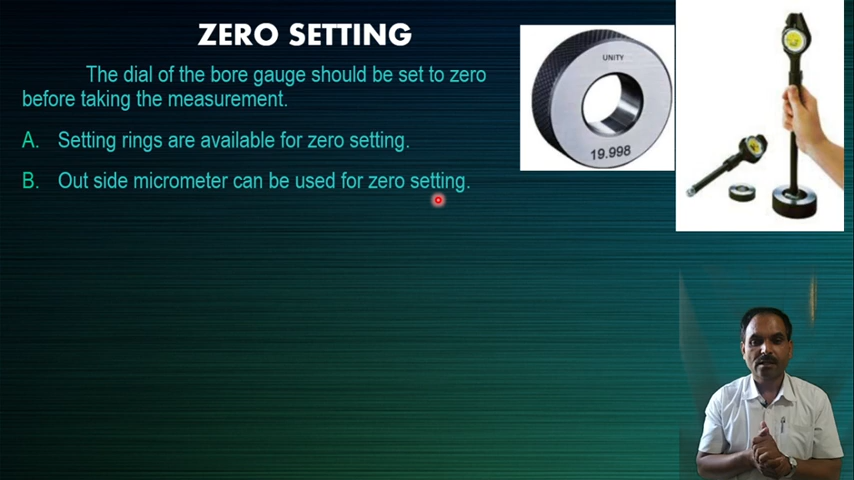 ZERO SETTING
The dial of the bore gauge should be set to zero
before taking the measurement.
A. Setting rings are available for zero setting.
B. Out side micrometer can be used for zero setting.
UNITY
19.998